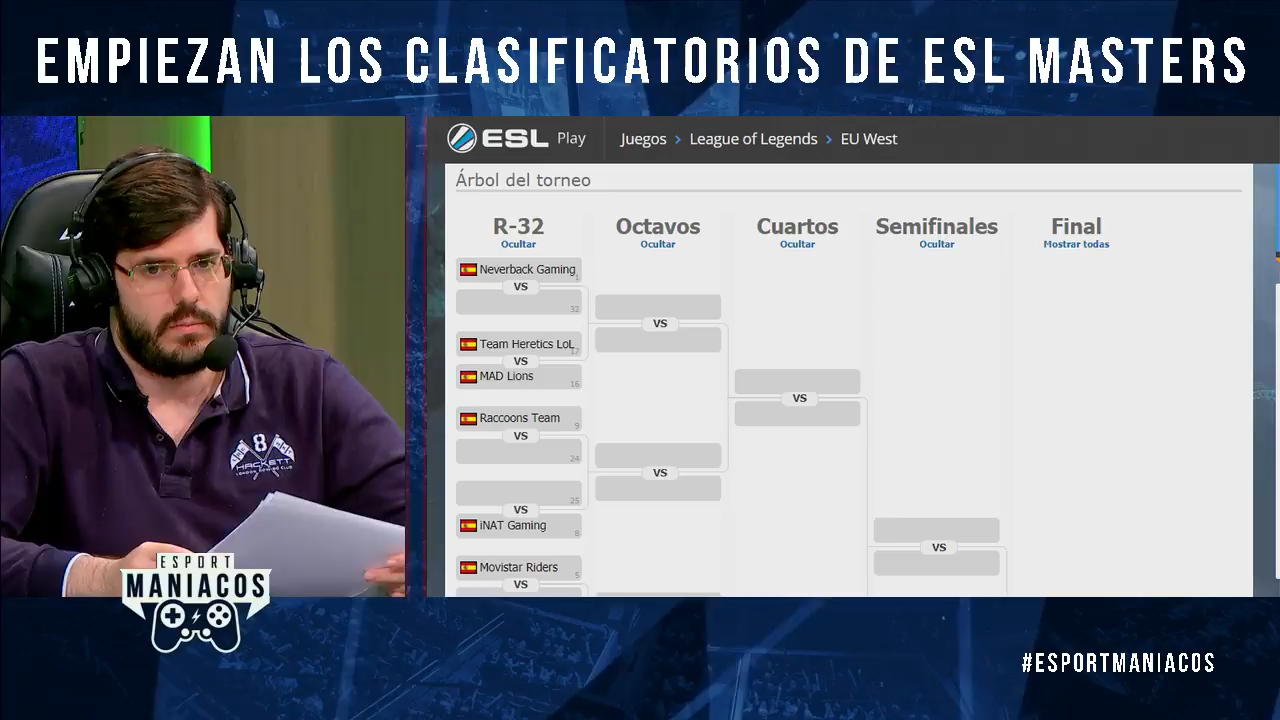 EMPIEZAN LOS CLASIFICATORIOS DE ESL MASTERS
ESL Play Juegos > League of Legends > EU West
Árbol del torneo
R-32 Octavos Cuartos Semifinales Final
Ocultar Ocultar Ocultar Ocultar Mostrar todas
Neverback Gaming 1
VS
32
VS
Team Heretics LoL 17
VS
MAD Lions 16
VS
Raccoons Team 9
VS
24
VS
25
VS
iNAT Gaming 8
VS
Movistar Riders 5
VS
8
HACKETT
ESPORT
MANIACOS
#ESPORTMANIACOS